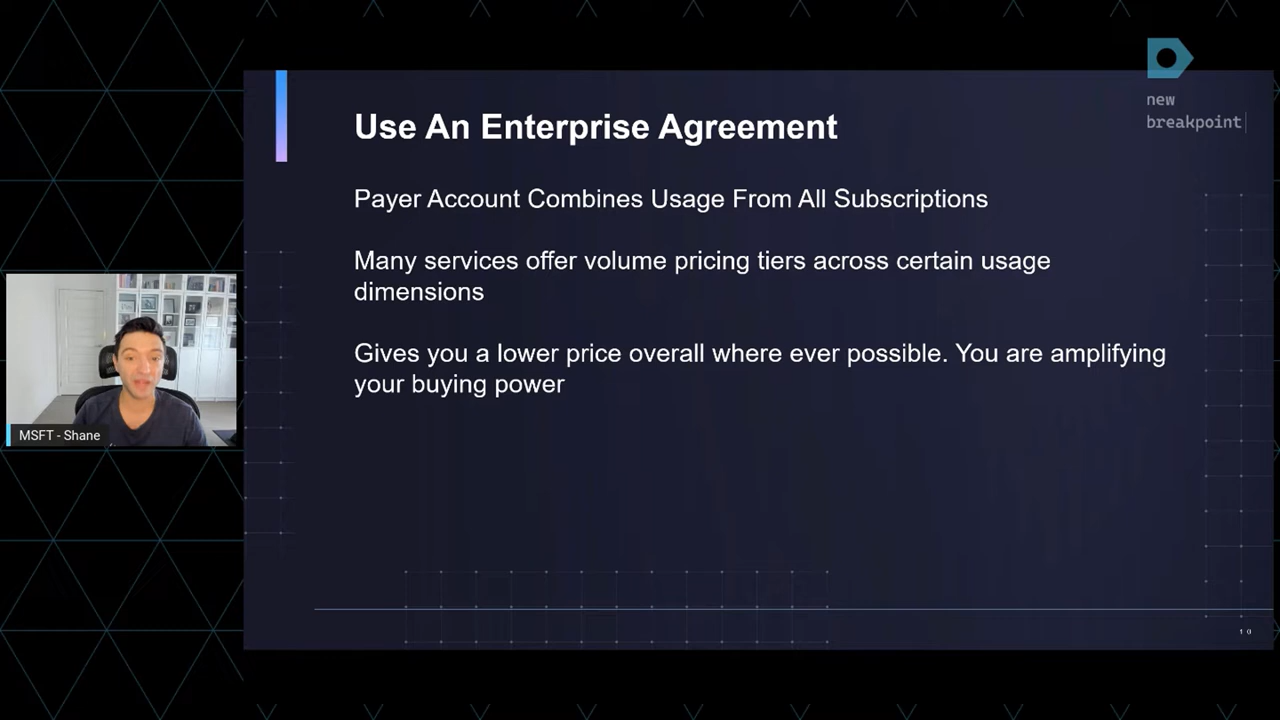 new
breakpoint
Use An Enterprise Agreement
Payer Account Combines Usage From All Subscriptions
Many services offer volume pricing tiers across certain usage
dimensions
Gives you a lower price overall where ever possible. You are amplifying
your buying power
MSFT - Shane
10